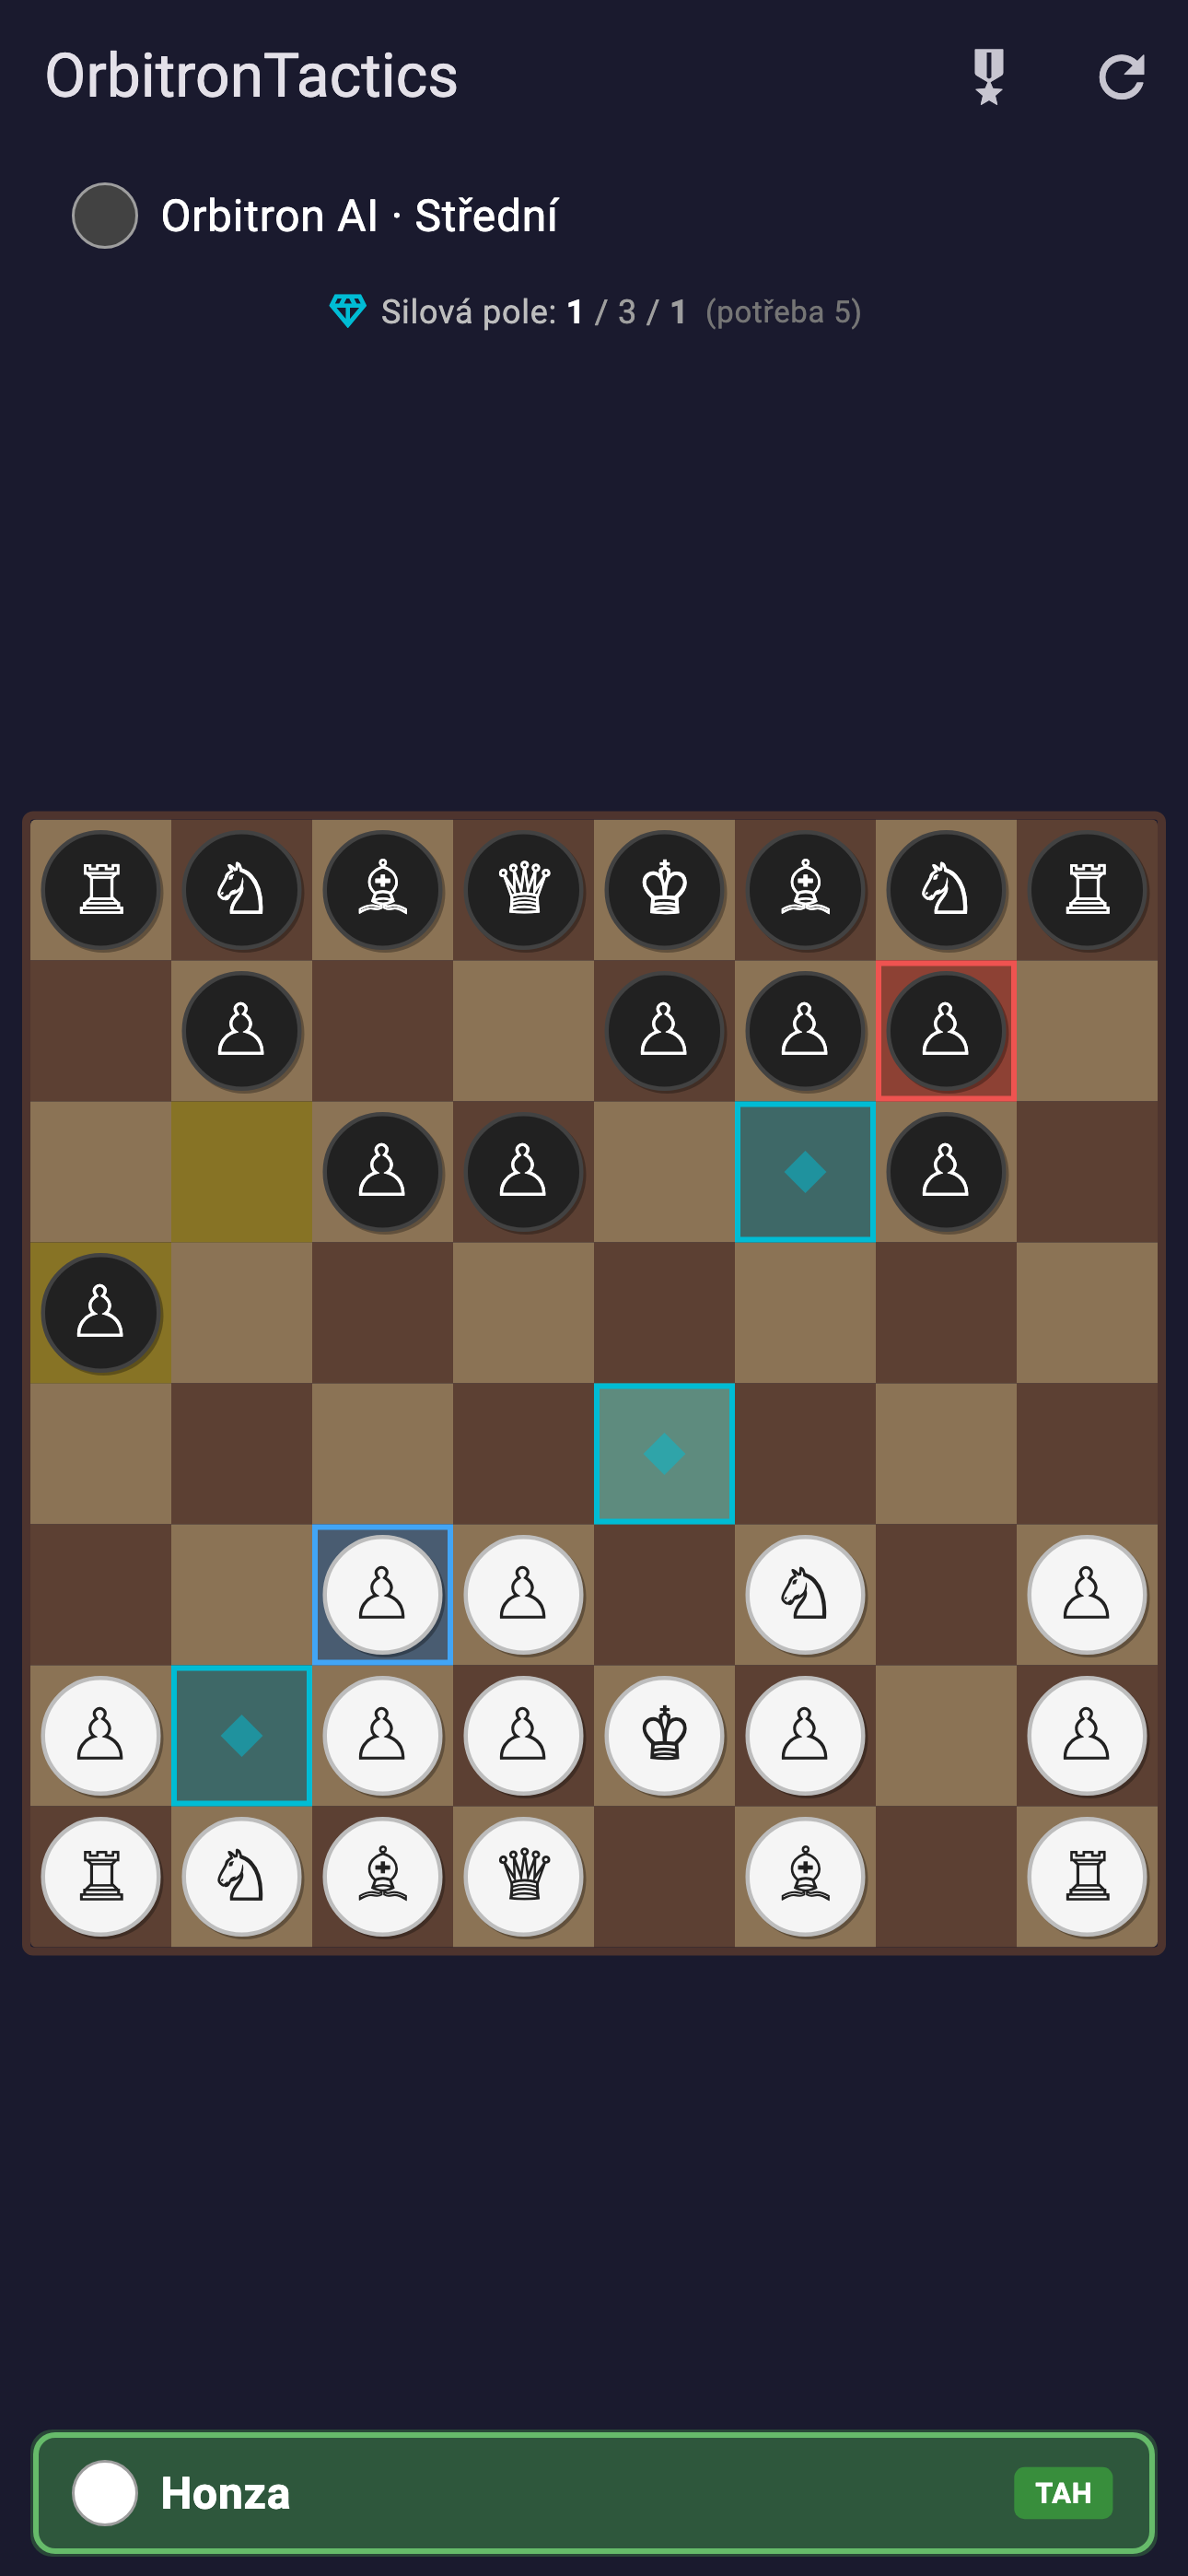 OrbitronTactics
Orbitron AI · Střední
Silová pole: 1 / 3 / 1 (potřeba 5)
Honza
TAH